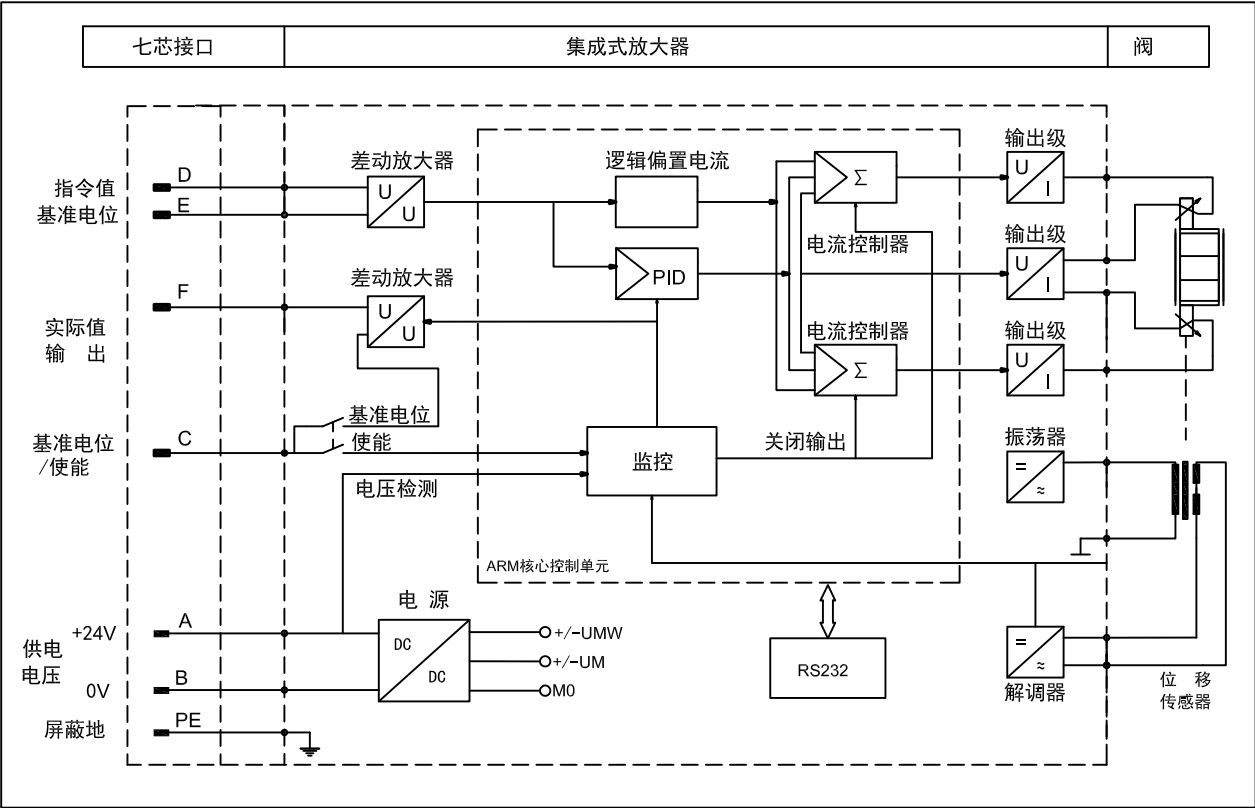 七芯接口
集成式放大器
阀
指令值
基准电位
D
E
差动放大器
U
U
逻辑偏置电流
Σ
输出级
U
I
电流控制器
PID
输出级
U
I
实际值
输 出
F
差动放大器
U
U
电流控制器
Σ
输出级
U
I
基准电位
/使能
C
基准电位
使能
电压检测
监控
关闭输出
振荡器
=
≈
ARM核心控制单元
供电
电压
+24V
0V
A
B
电 源
DC
DC
+/-UMW
+/-UM
M0
RS232
=
≈
解调器
位 移
传感器
屏蔽地
PE